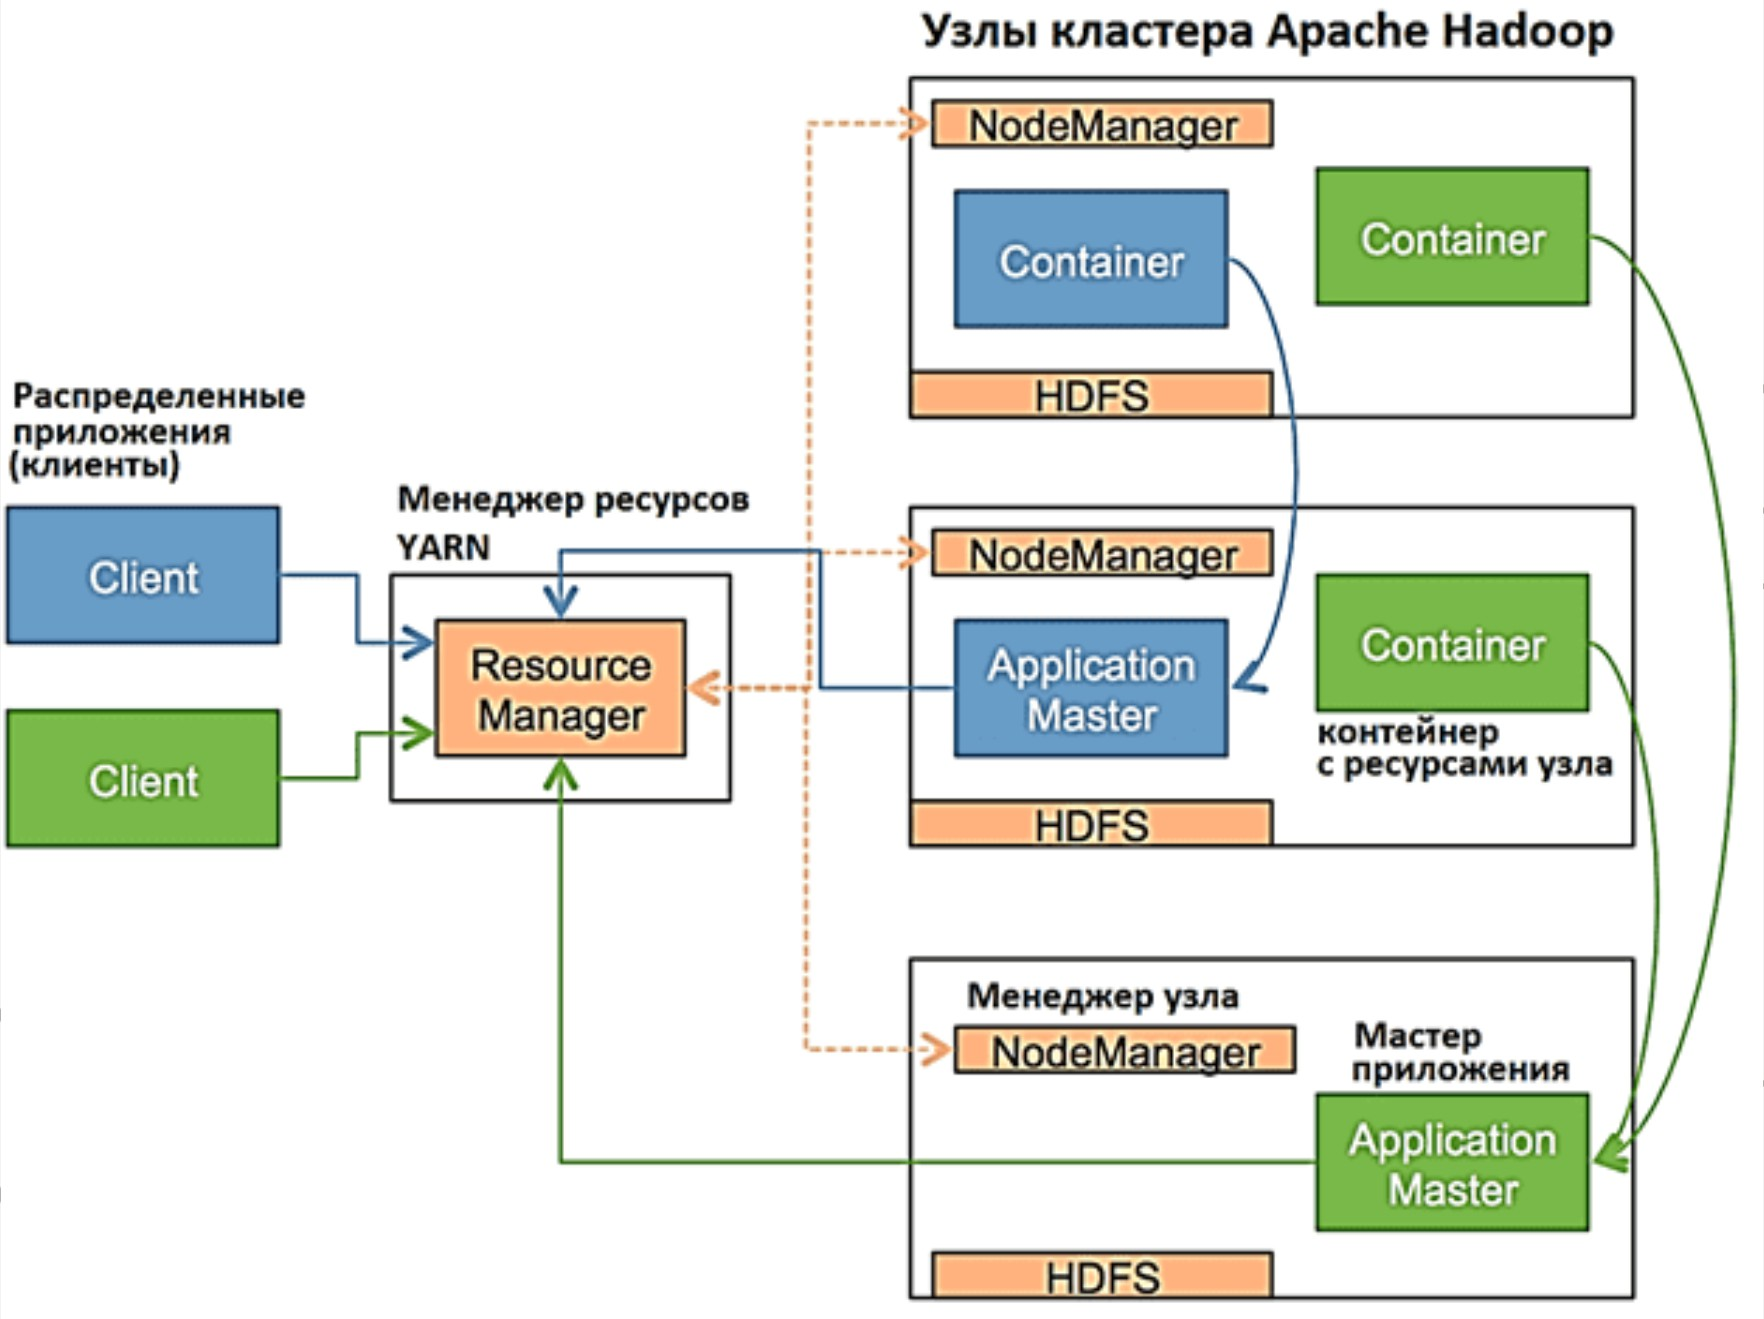 Узлы кластера Apache Hadoop
NodeManager
Container
Container
HDFS
Распределенные
приложения
(клиенты)
Client
Client
Менеджер ресурсов
YARN
Resource
Manager
NodeManager
Application
Master
Container
контейнер
с ресурсами узла
HDFS
Менеджер узла
NodeManager
Мастер
приложения
Application
Master
HDFS